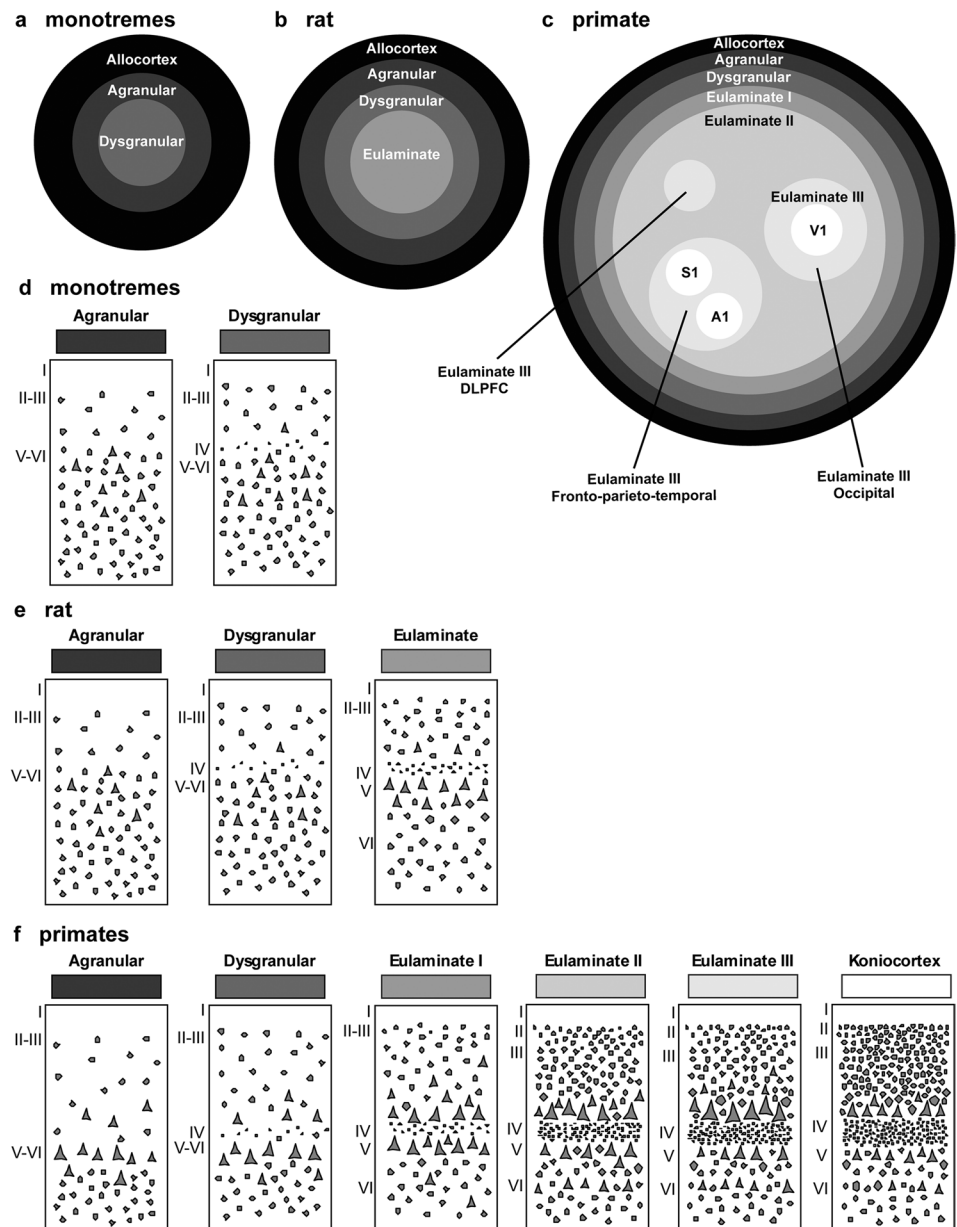 a monotremes
Allocortex
Agranular
Dysgranular
b rat
Allocortex
Agranular
Dysgranular
Eulaminate
c primate
Allocortex
Agranular
Dysgranular
Eulaminate I
Eulaminate II
Eulaminate III
V1
S1
A1
Eulaminate III
DLPFC
Eulaminate III
Fronto-parieto-temporal
Eulaminate III
Occipital
d monotremes
Agranular
I
II-III
V-VI
Dysgranular
I
II-III
IV
V-VI
e rat
Agranular
I
II-III
V-VI
Dysgranular
I
II-III
IV
V-VI
Eulaminate
I
II-III
IV
V
VI
f primates
Agranular
I
II-III
V-VI
Dysgranular
I
II-III
IV
V-VI
Eulaminate I
I
II-III
IV
V
VI
Eulaminate II
I
II
III
IV
V
VI
Eulaminate III
I
II
III
IV
V
VI
Koniocortex
I
II
III
IV
V
VI